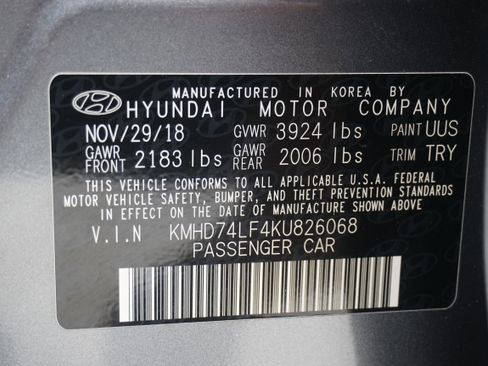 MANUFACTURED IN KOREA BY
HYUNDAI MOTOR COMPANY
NOV/29/18 GVWR 3924 lbs PAINT UUS
GAWR FRONT 2183 lbs GAWR REAR 2006 lbs TRIM TRY
THIS VEHICLE CONFORMS TO ALL APPLICABLE U.S.A. FEDERAL
MOTOR VEHICLE SAFETY, BUMPER, AND THEFT PREVENTION STANDARDS
IN EFFECT ON THE DATE OF MANUFACTURE SHOWN ABOVE.
V.I.N KMHD74LF4KU826068
PASSENGER CAR